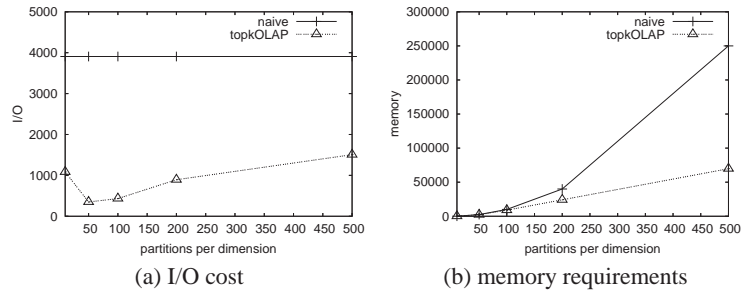 naive
topkOLAP
5000
4000
3000
2000
1000
0
I/O
50 100 150 200 250 300 350 400 450 500
partitions per dimension
(a) I/O cost
naive
topkOLAP
300000
250000
200000
150000
100000
50000
0
memory
50 100 150 200 250 300 350 400 450 500
partitions per dimension
(b) memory requirements